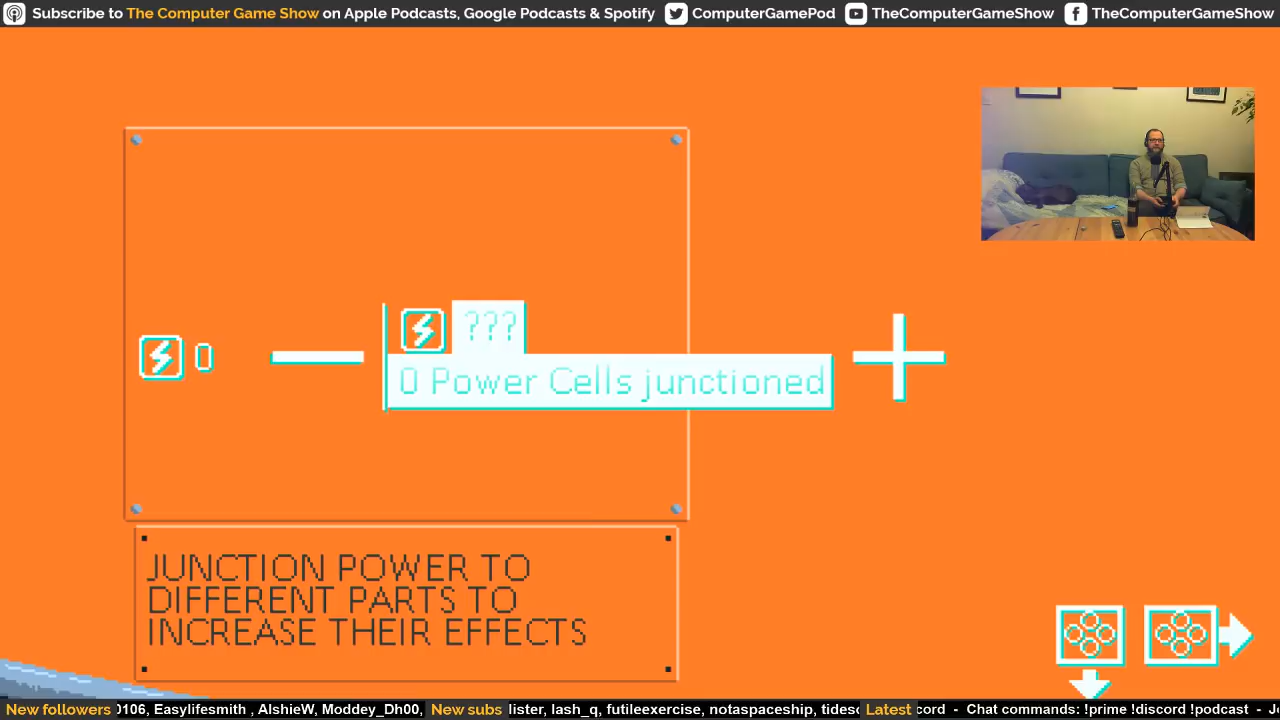 Subscribe to The Computer Game Show on Apple Podcasts, Google Podcasts & Spotify ComputerGamePod TheComputerGameShow TheComputerGameShow
???
0
0 Power Cells junctioned
JUNCTION POWER TO
DIFFERENT PARTS TO
INCREASE THEIR EFFECTS
New followers 0106, Easylifesmith , AlshieW, Moddey_Dh00, New subs lister, lash_q, futileexercise, notaspaceship, Latest - Chat commands: !prime !discord !podcast -